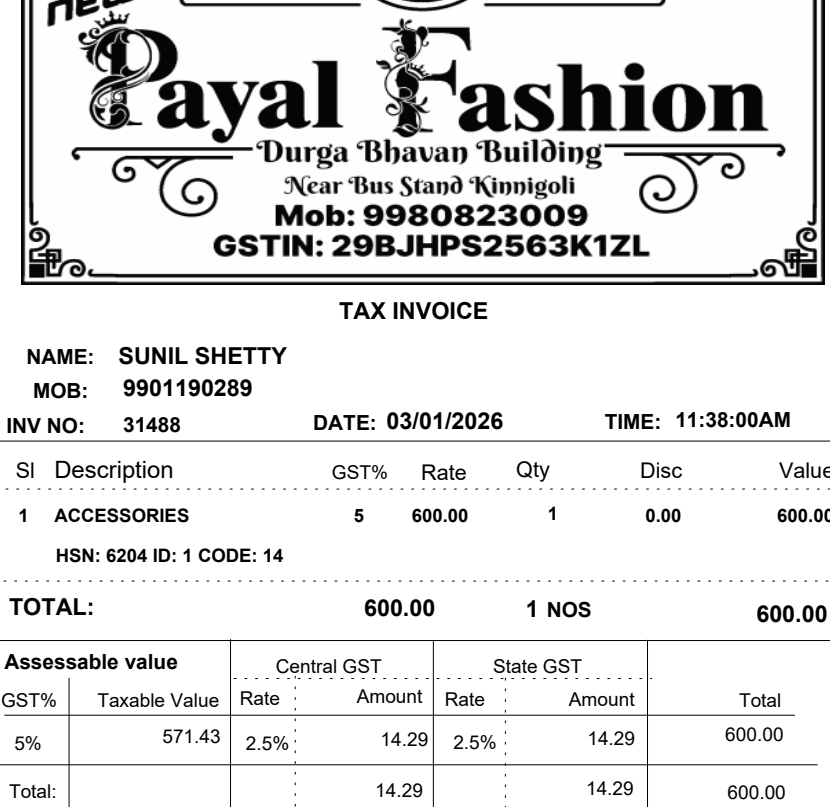 new
Payal Fashion
Durga Bhavan Building
Near Bus Stand Kinnigoli
Mob: 9980823009
GSTIN: 29BJHPS2563K1ZL
TAX INVOICE
NAME: SUNIL SHETTY
MOB: 9901190289
INV NO: 31488 DATE: 03/01/2026 TIME: 11:38:00AM
Sl Description GST% Rate Qty Disc Value
1 ACCESSORIES 5 600.00 1 0.00 600.00
HSN: 6204 ID: 1 CODE: 14
TOTAL: 600.00 1 NOS 600.00
Assessable value Central GST State GST
GST% Taxable Value Rate Amount Rate Amount Total
5% 571.43 2.5% 14.29 2.5% 14.29 600.00
Total: 14.29 14.29 600.00